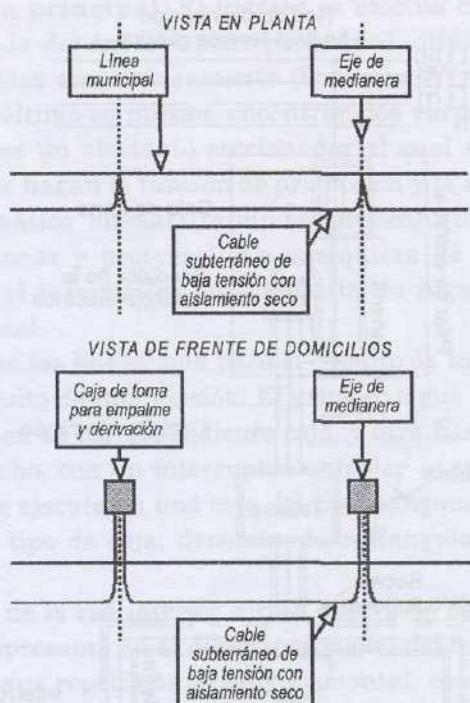 VISTA EN PLANTA
Línea
municipal
Eje de
medianera
Cable
subterráneo de
baja tensión con
aislamiento seco
VISTA DE FRENTE DE DOMICILIOS
Caja de toma
para empalme
y derivación
Eje de
medianera
Cable
subterráneo de
baja tensión con
aislamiento seco